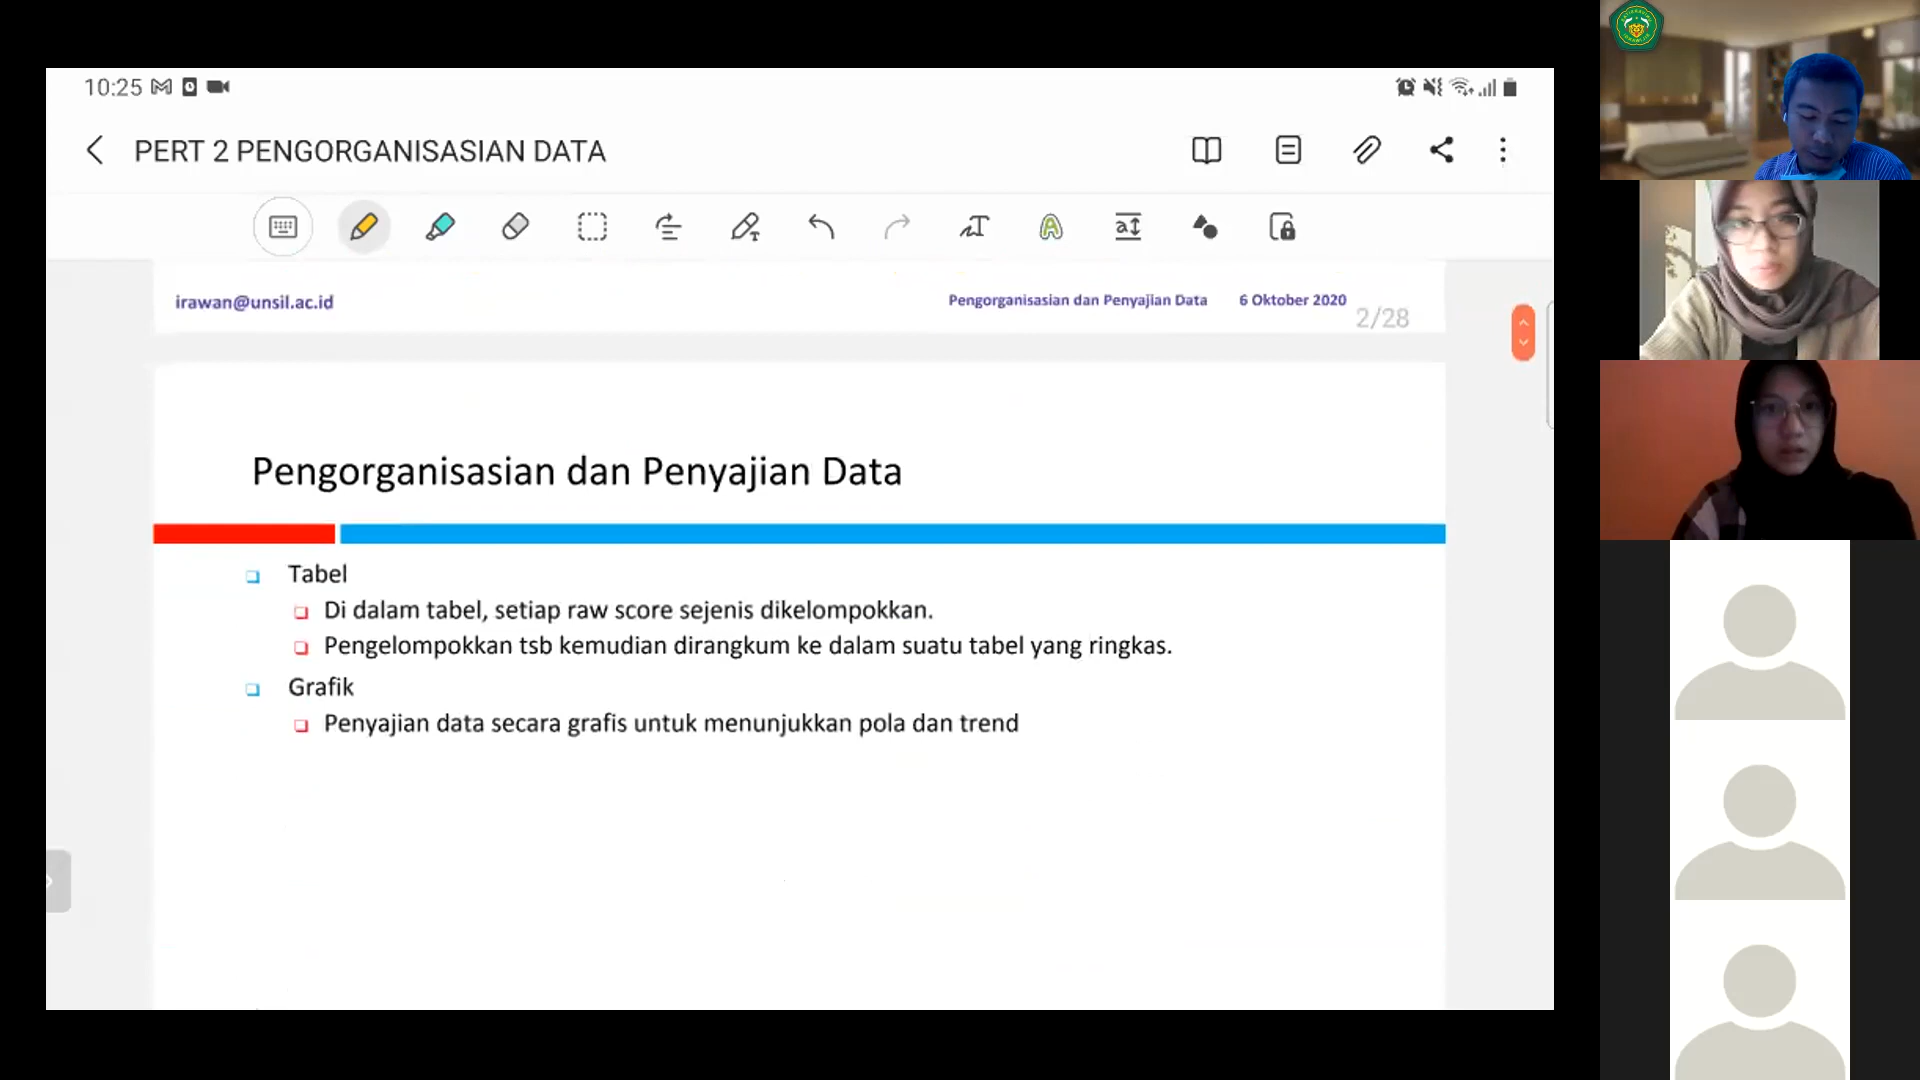 10:25
PERT 2 PENGORGANISASIAN DATA
irawan@unsil.ac.id
Pengorganisasian dan Penyajian Data 6 Oktober 2020
2/28
Pengorganisasian dan Penyajian Data
Tabel
Di dalam tabel, setiap raw score sejenis dikelompokkan.
Pengelompokkan tsb kemudian dirangkum ke dalam suatu tabel yang ringkas.
Grafik
Penyajian data secara grafis untuk menunjukkan pola dan trend